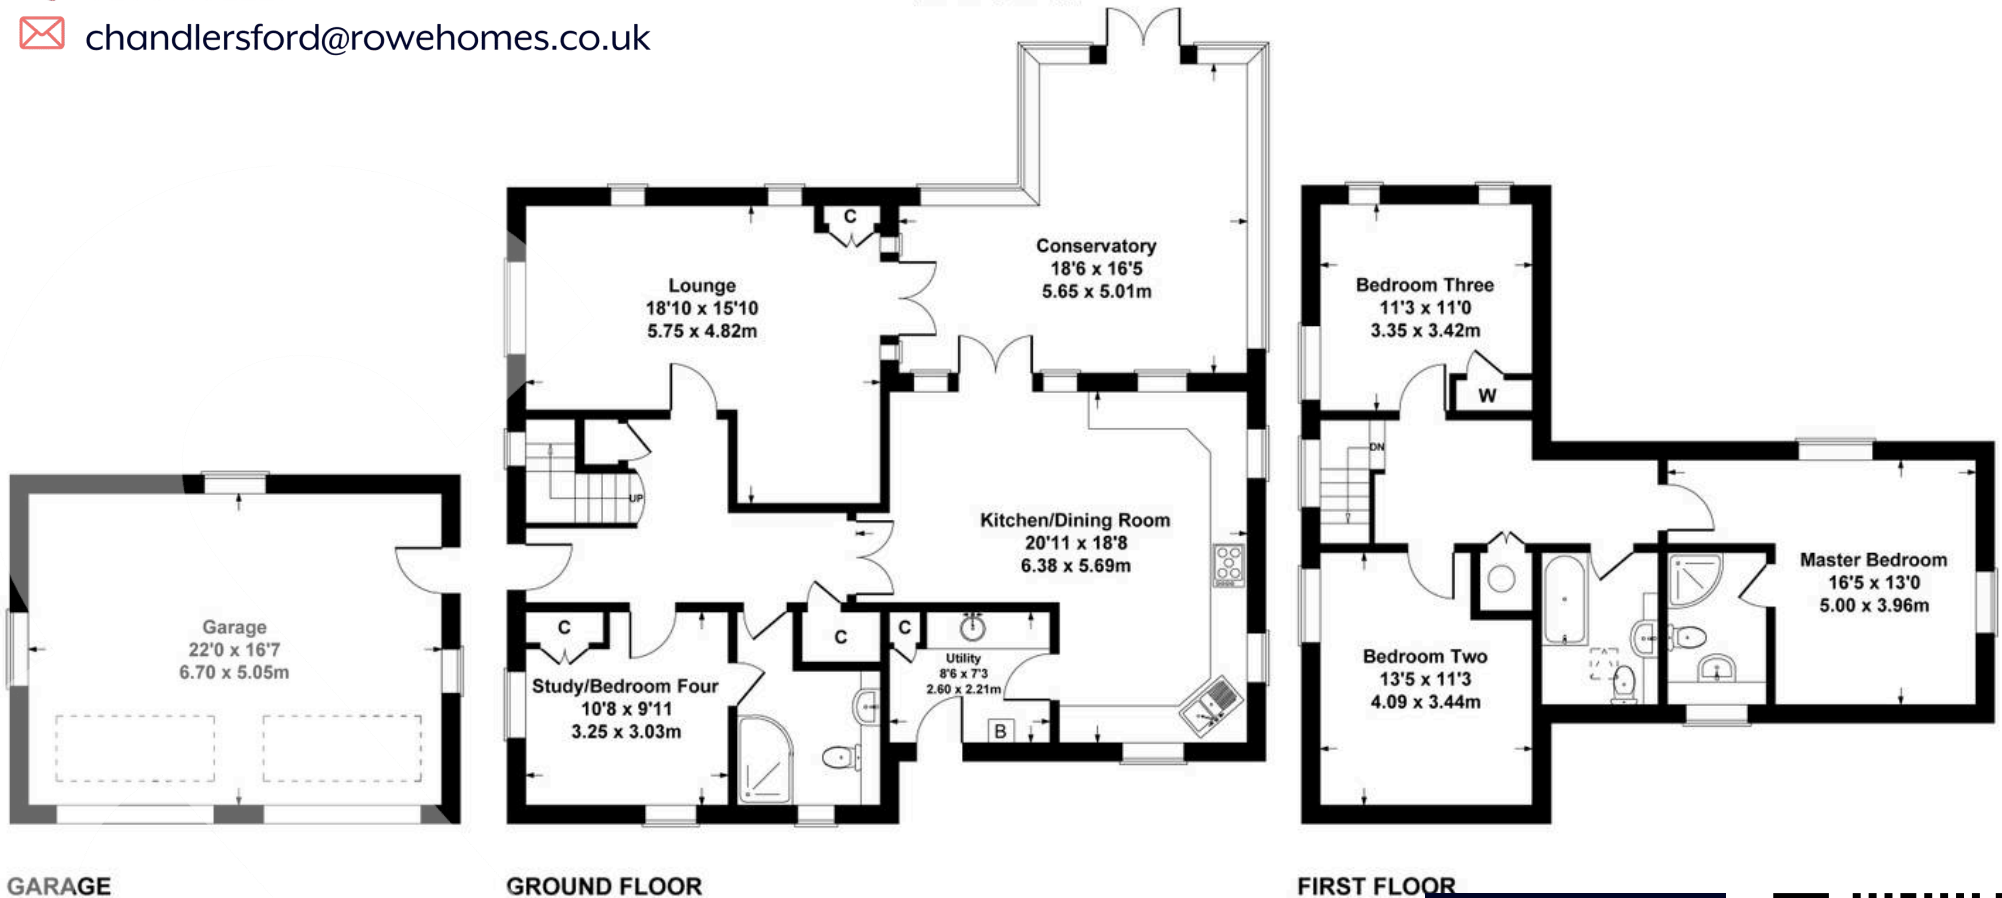 chandlersford@rowehomes.co.uk
C
Conservatory
18'6 x 16'5
5.65 x 5.01m
Lounge
18'10 x 15'10
5.75 x 4.82m
Bedroom Three
11'3 x 11'0
3.35 x 3.42m
W
DN
UP
Kitchen/Dining Room
20'11 x 18'8
6.38 x 5.69m
Master Bedroom
16'5 x 13'0
5.00 x 3.96m
Garage
22'0 x 16'7
6.70 x 5.05m
C
C
C
Utility
8'6 x 7'3
2.60 x 2.21m
B
Study/Bedroom Four
10'8 x 9'11
3.25 x 3.03m
Bedroom Two
13'5 x 11'3
4.09 x 3.44m
GARAGE
GROUND FLOOR
FIRST FLOOR